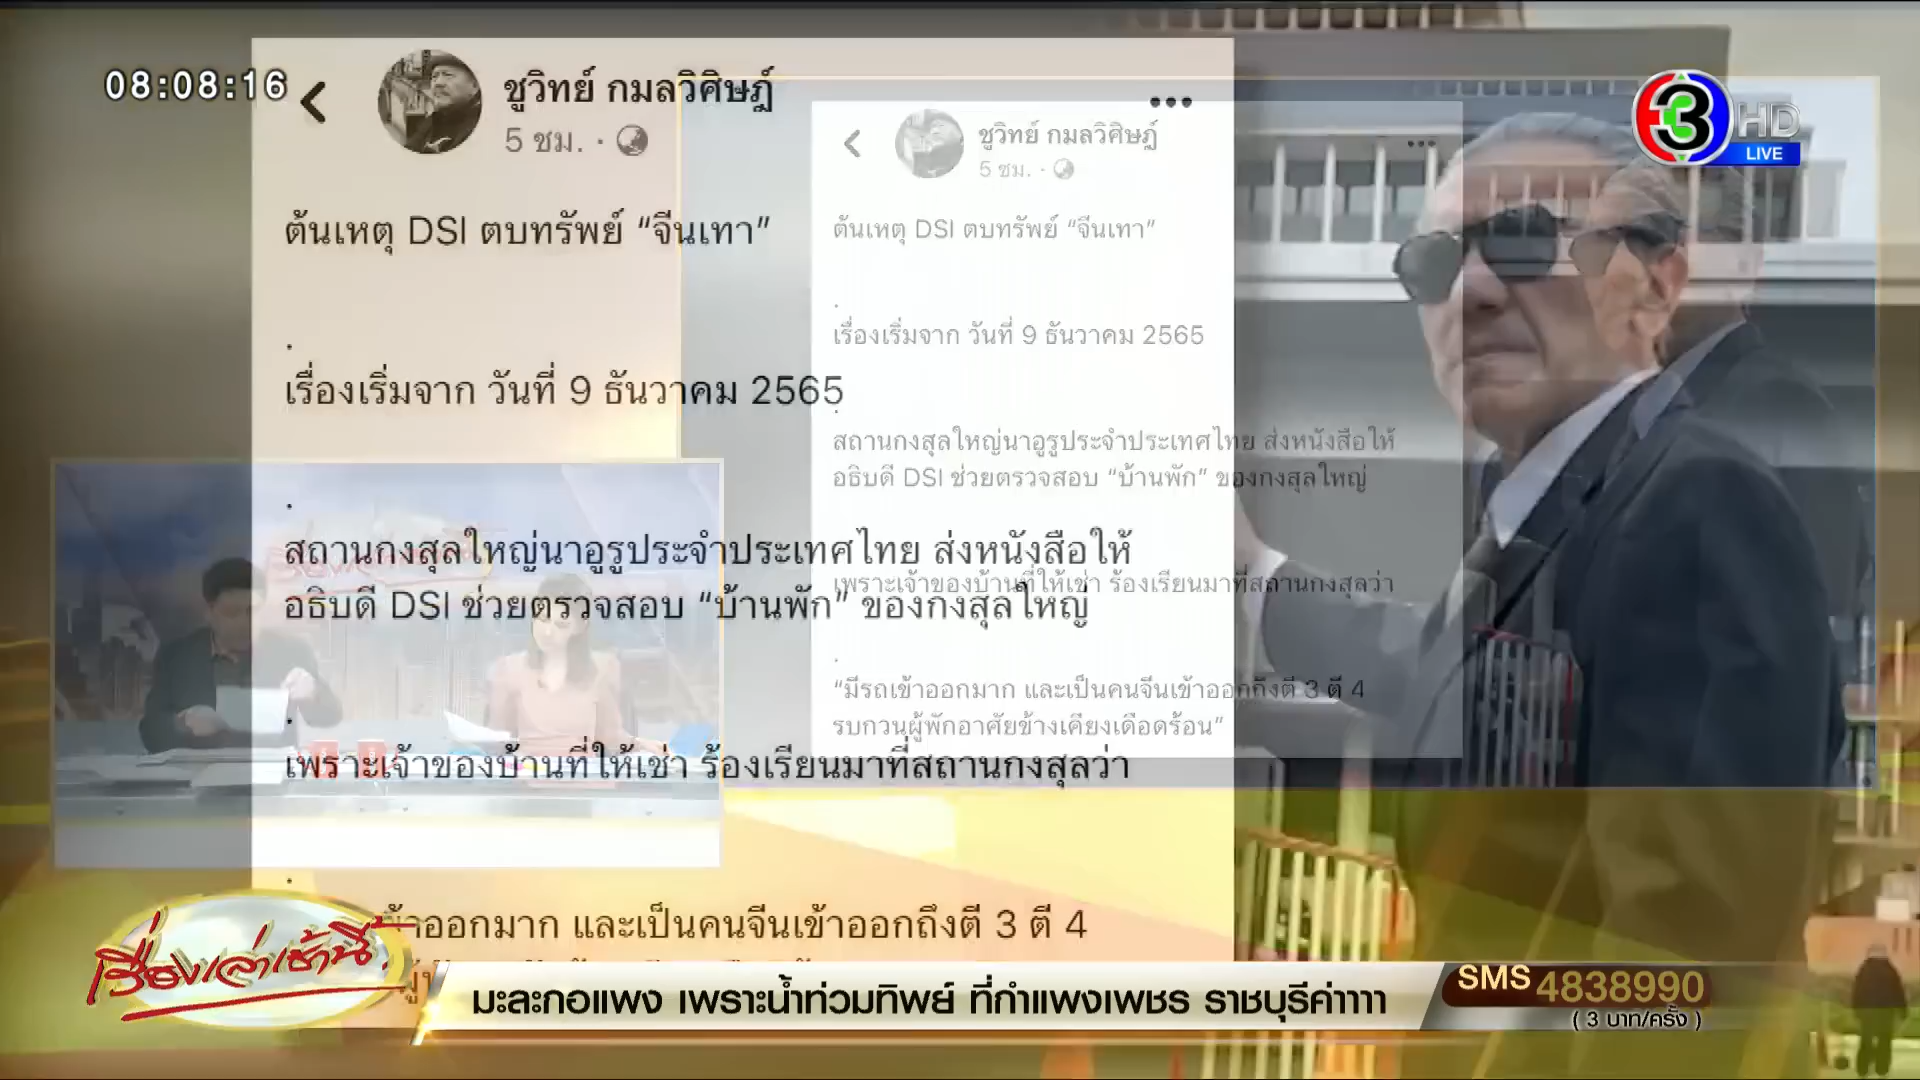 08:08:16
ชูวิทย์ กมลวิศิษฎ์
5 ชม.
ต้นเหตุ DSI ตบทรัพย์ “จีนเทา”
.
เรื่องเริ่มจาก วันที่ 9 ธันวาคม 2565
.
สถานกงสุลใหญ่นาอูรูประจำประเทศไทย ส่งหนังสือให้
อธิบดี DSI ช่วยตรวจสอบ “บ้านพัก” ของกงสุลใหญ่
.
เพราะเจ้าของบ้านที่ให้เช่า ร้องเรียนมาที่สถานกงสุลว่า
.
ข้าออกมาก และเป็นคนจีนเข้าออกถึงตี 3 ตี 4
ชูวิทย์ กมลวิศิษฎ์
5 ชม.
ต้นเหตุ DSI ตบทรัพย์ “จีนเทา”
.
เรื่องเริ่มจาก วันที่ 9 ธันวาคม 2565
.
สถานกงสุลใหญ่นาอูรูประจำประเทศไทย ส่งหนังสือให้
อธิบดี DSI ช่วยตรวจสอบ “บ้านพัก” ของกงสุลใหญ่
เพราะเจ้าของบ้านที่ให้เช่า ร้องเรียนมาที่สถานกงสุลว่า
.
“มีรถเข้าออกมาก และเป็นคนจีนเข้าออกถึงตี 3 ตี 4
รบกวนผู้พักอาศัยข้างเคียงเดือดร้อน”
3 HD
LIVE
เรื่องเล่าเช้านี้
มะละกอแพง เพราะน้ำท่วมทิพย์ ที่กำแพงเพชร ราชบุรีค่าาาา
SMS 4838990
( 3 บาท/ครั้ง )